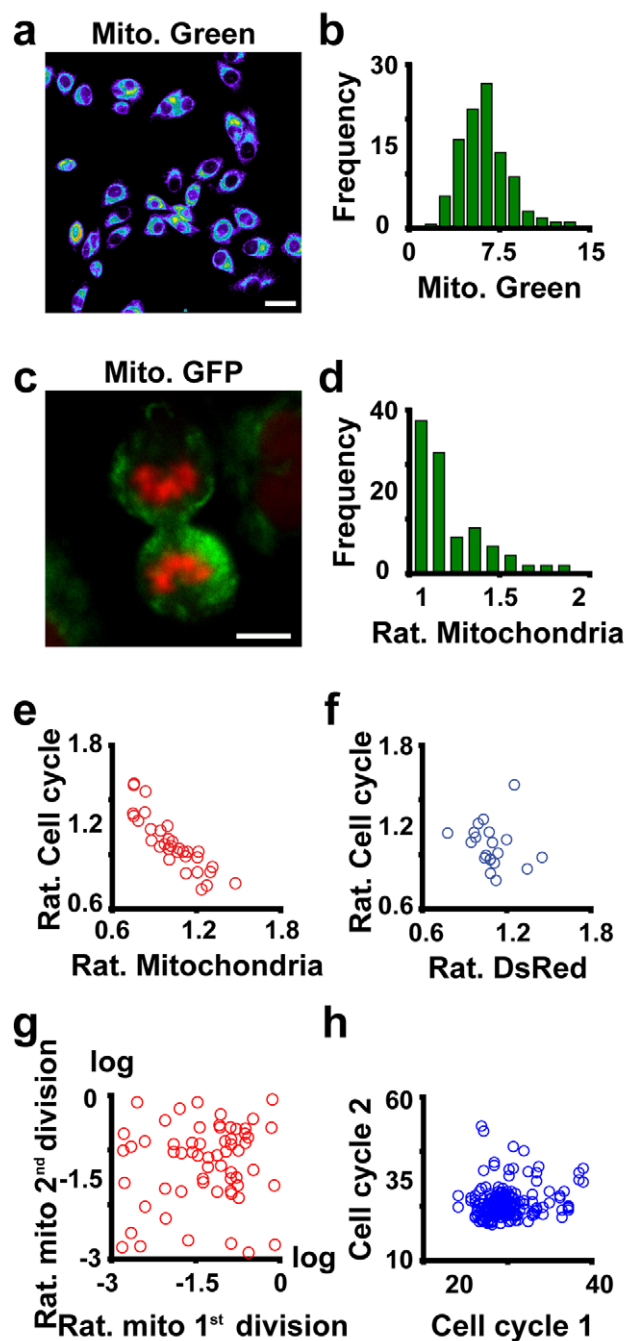 a Mito. Green
b
Frequency
30
15
0
0 7.5 15
Mito. Green
c Mito. GFP
d
Frequency
40
20
0
1 1.5 2
Rat. Mitochondria
e
Rat. Cell cycle
1.8
1.2
0.6
0.6 1.2 1.8
Rat. Mitochondria
f
Rat. Cell cycle
1.8
1.2
0.6
0.6 1.2 1.8
Rat. DsRed
g
log
Rat. mito 2nd division
0
-1.5
-3
-3 -1.5 0
log
Rat. mito 1st division
h
Cell cycle 2
60
35
10
20 40
Cell cycle 1